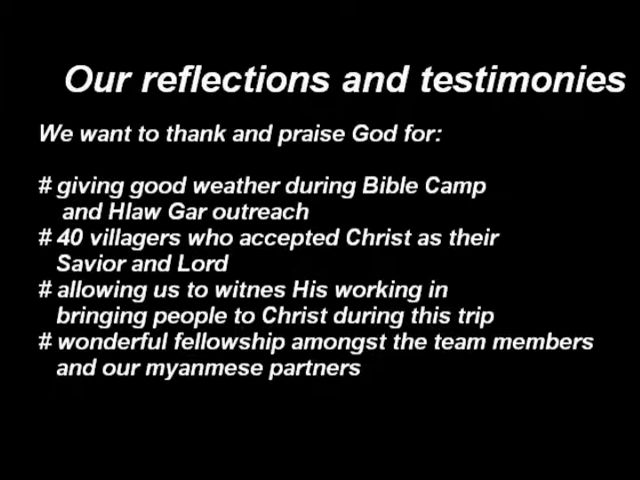 Our reflections and testimonies
We want to thank and praise God for:
# giving good weather during Bible Camp
and Hlaw Gar outreach
# 40 villagers who accepted Christ as their
Savior and Lord
# allowing us to witnes His working in
bringing people to Christ during this trip
# wonderful fellowship amongst the team members
and our myanmese partners